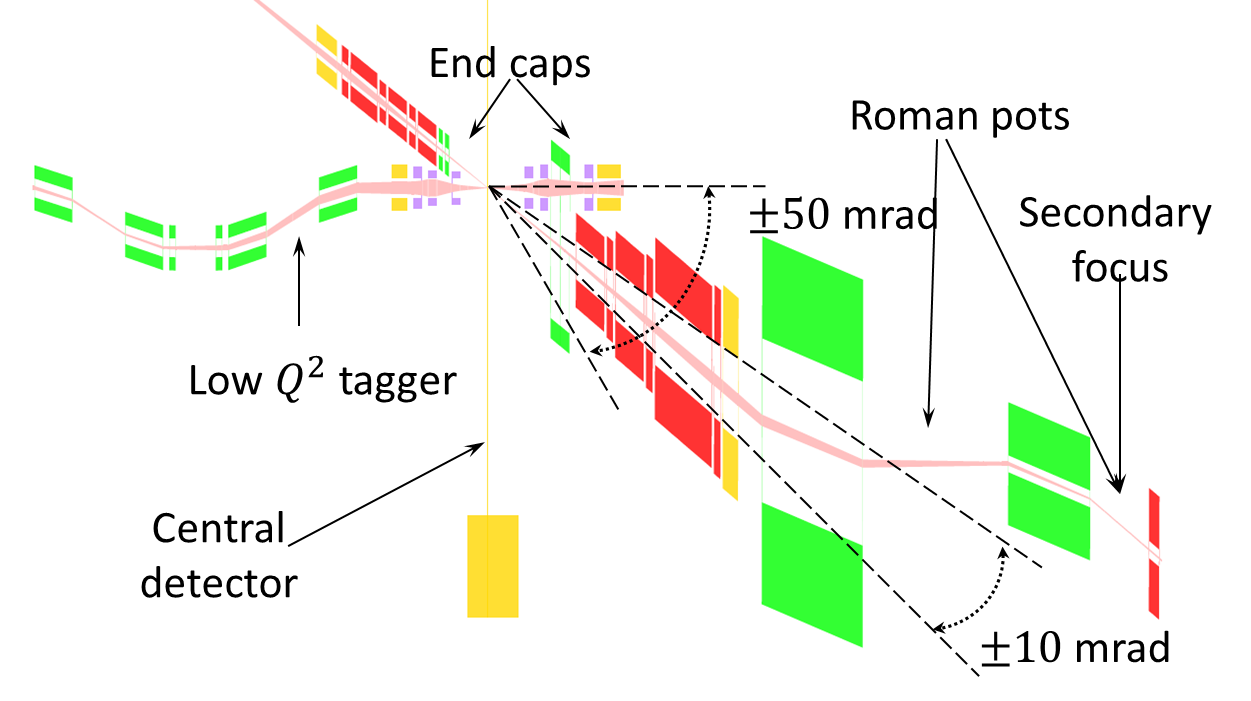 End caps
Roman pots
±50 mrad
Secondary
focus
Low Q² tagger
Central
detector
±10 mrad